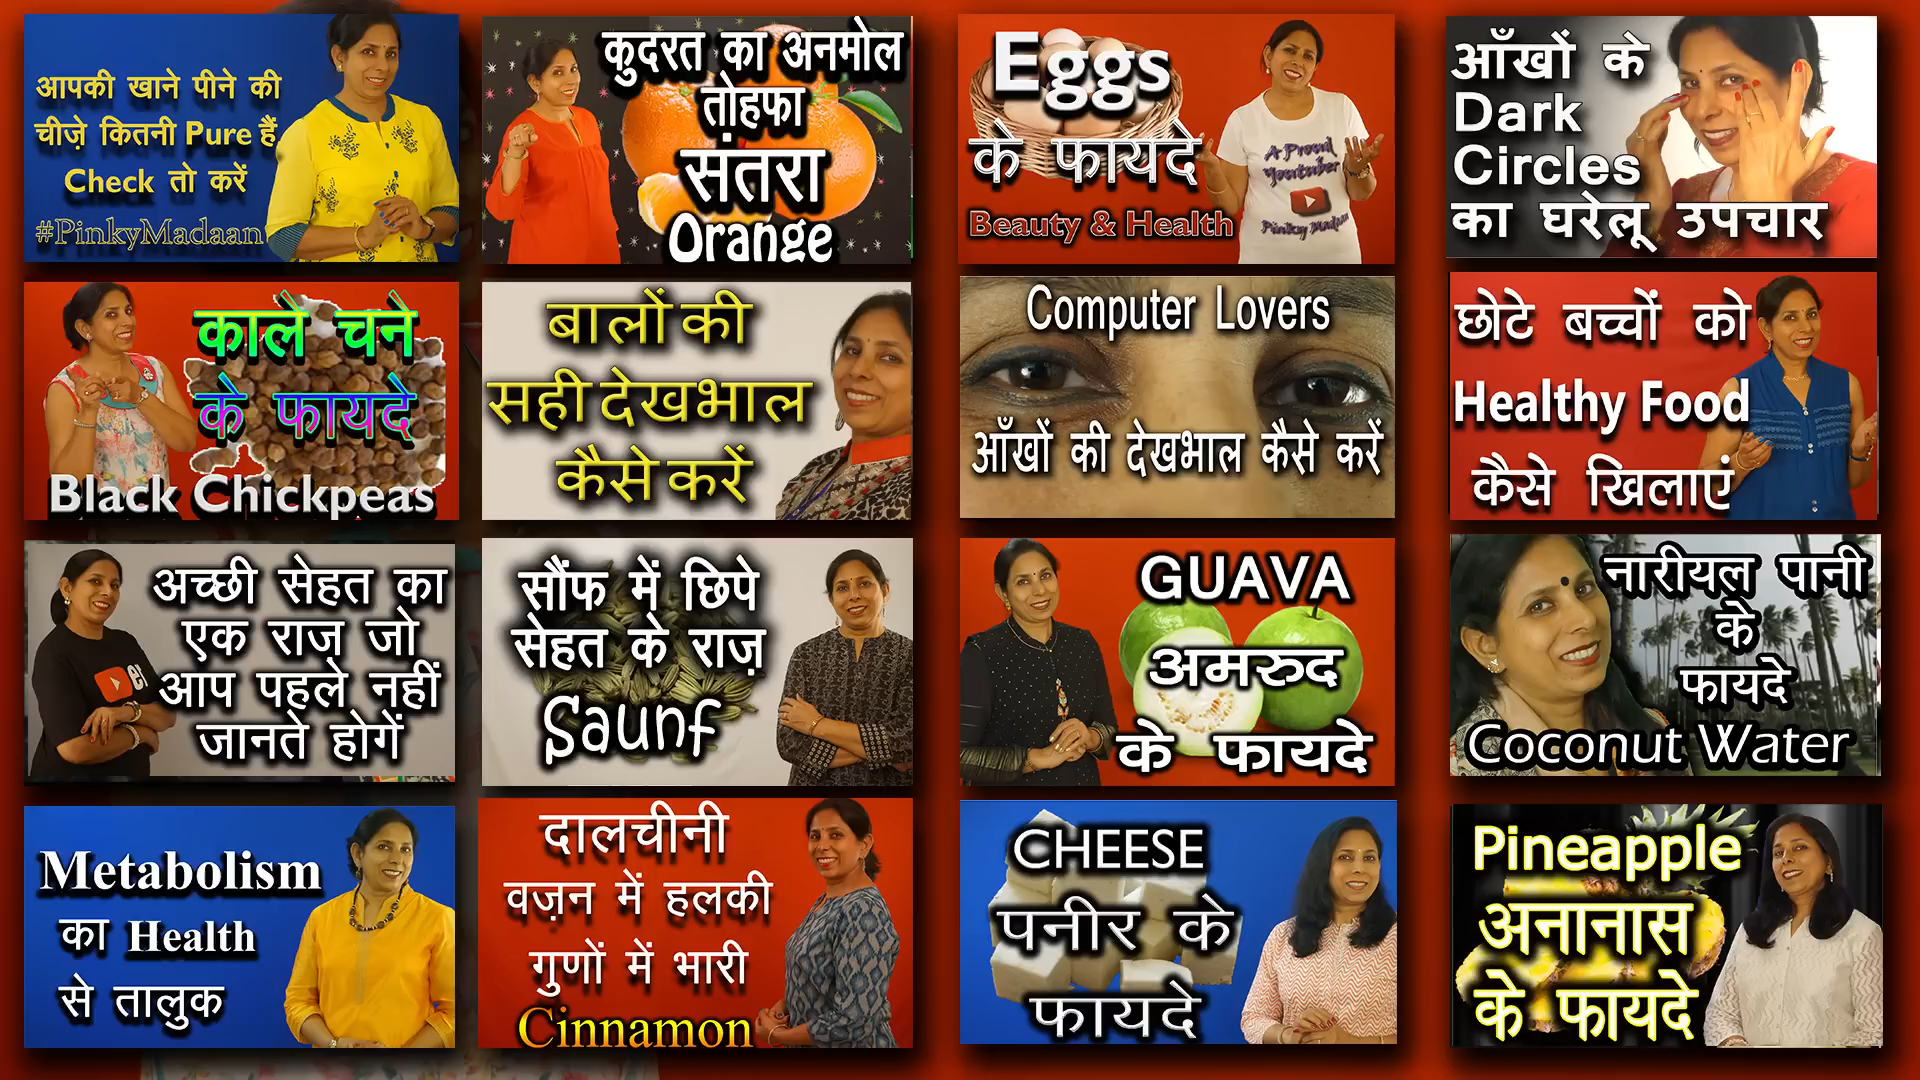 आपकी खाने पीने की
चीज़े कितनी Pure हैं
Check तो करें
#PinkyMadaan
कुदरत का अनमोल
तोहफा
संतरा
Orange
Eggs
के फायदे
Beauty & Health
A Proud
Youtuber
Pinky Madaan
आँखों के
Dark
Circles
का घरेलू उपचार
काले चने
के फायदे
Black Chickpeas
बालों की
सही देखभाल
कैसे करें
Computer Lovers
आँखों की देखभाल कैसे करें
छोटे बच्चों को
Healthy Food
कैसे खिलाएं
अच्छी सेहत का
एक राज जो
आप पहले नहीं
जानते होगें
er
सौंफ में छिपे
सेहत के राज़
Saunf
GUAVA
अमरुद
के फायदे
नारीयल पानी
के
फायदे
Coconut Water
Metabolism
का Health
से तालुक
दालचीनी
वज़न में हलकी
गुणों में भारी
Cinnamon
CHEESE
पनीर के
फायदे
Pineapple
अनानास
के फायदे